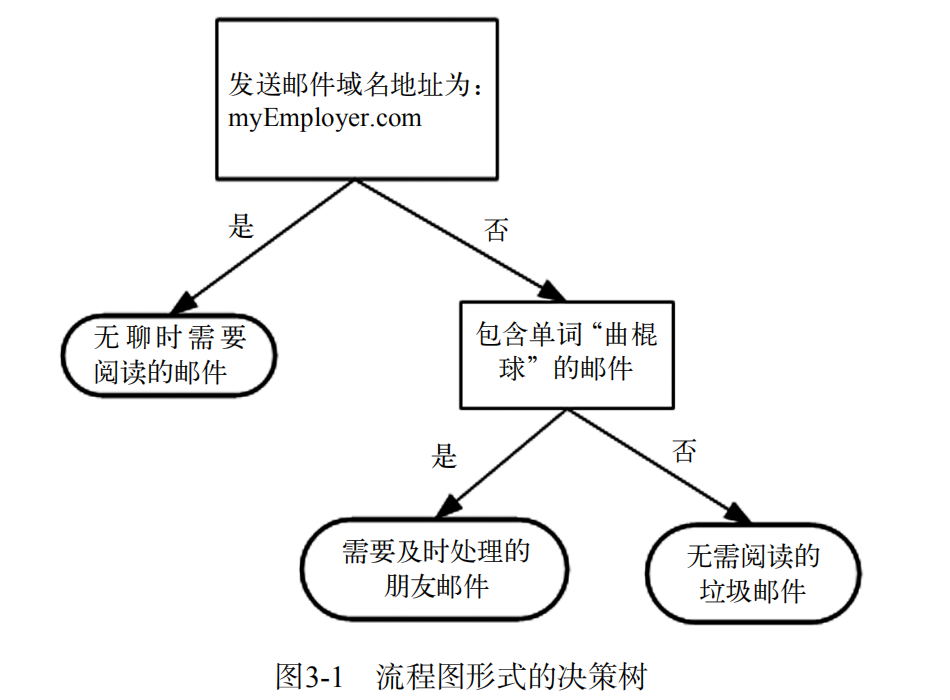 发送邮件域名地址为：
myEmployer.com
是
否
无聊时需要
阅读的邮件
包含单词“曲棍
球”的邮件
是
否
需要及时处理的
朋友邮件
无需阅读的
垃圾邮件
图3-1 流程图形式的决策树